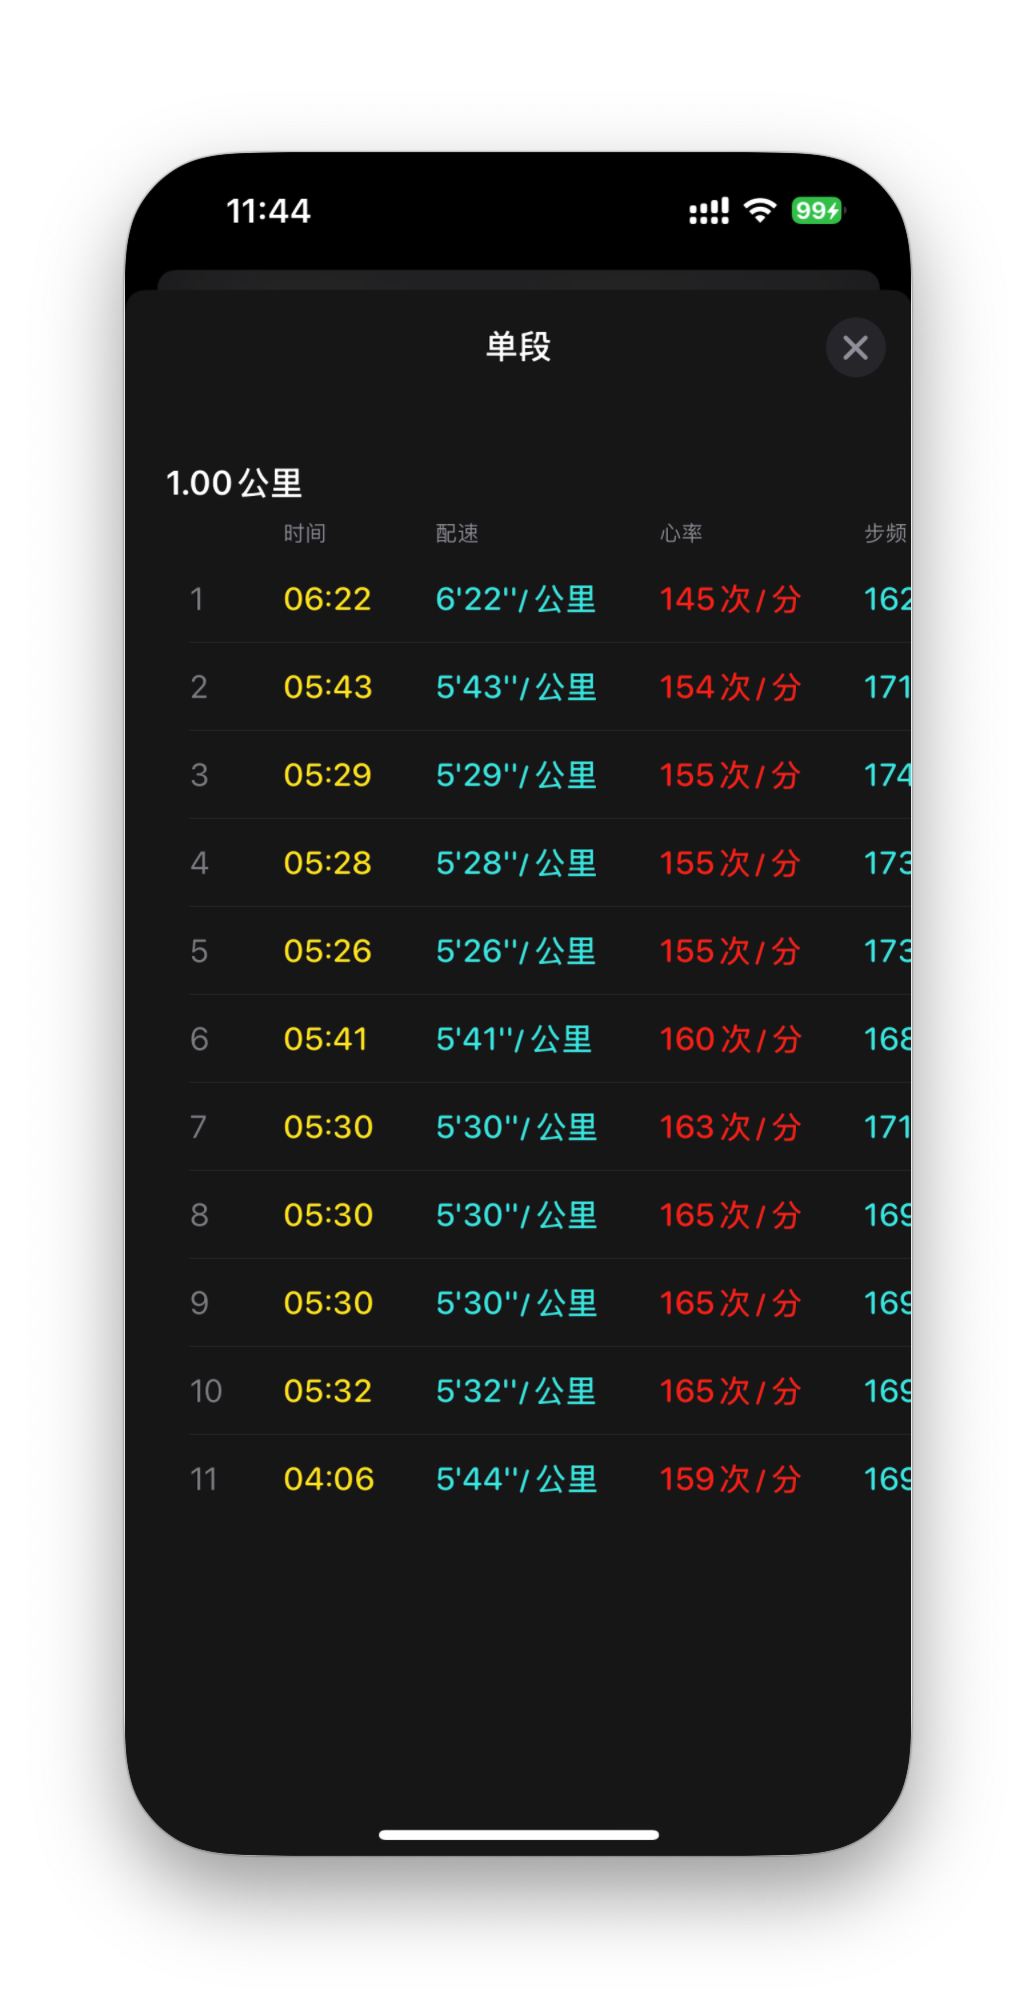 11:44 99
单段
1.00公里
时间 配速 心率 步频
1 06:22 6'22''/公里 145次/分 162
2 05:43 5'43''/公里 154次/分 171
3 05:29 5'29''/公里 155次/分 174
4 05:28 5'28''/公里 155次/分 173
5 05:26 5'26''/公里 155次/分 173
6 05:41 5'41''/公里 160次/分 168
7 05:30 5'30''/公里 163次/分 171
8 05:30 5'30''/公里 165次/分 169
9 05:30 5'30''/公里 165次/分 169
10 05:32 5'32''/公里 165次/分 169
11 04:06 5'44''/公里 159次/分 169